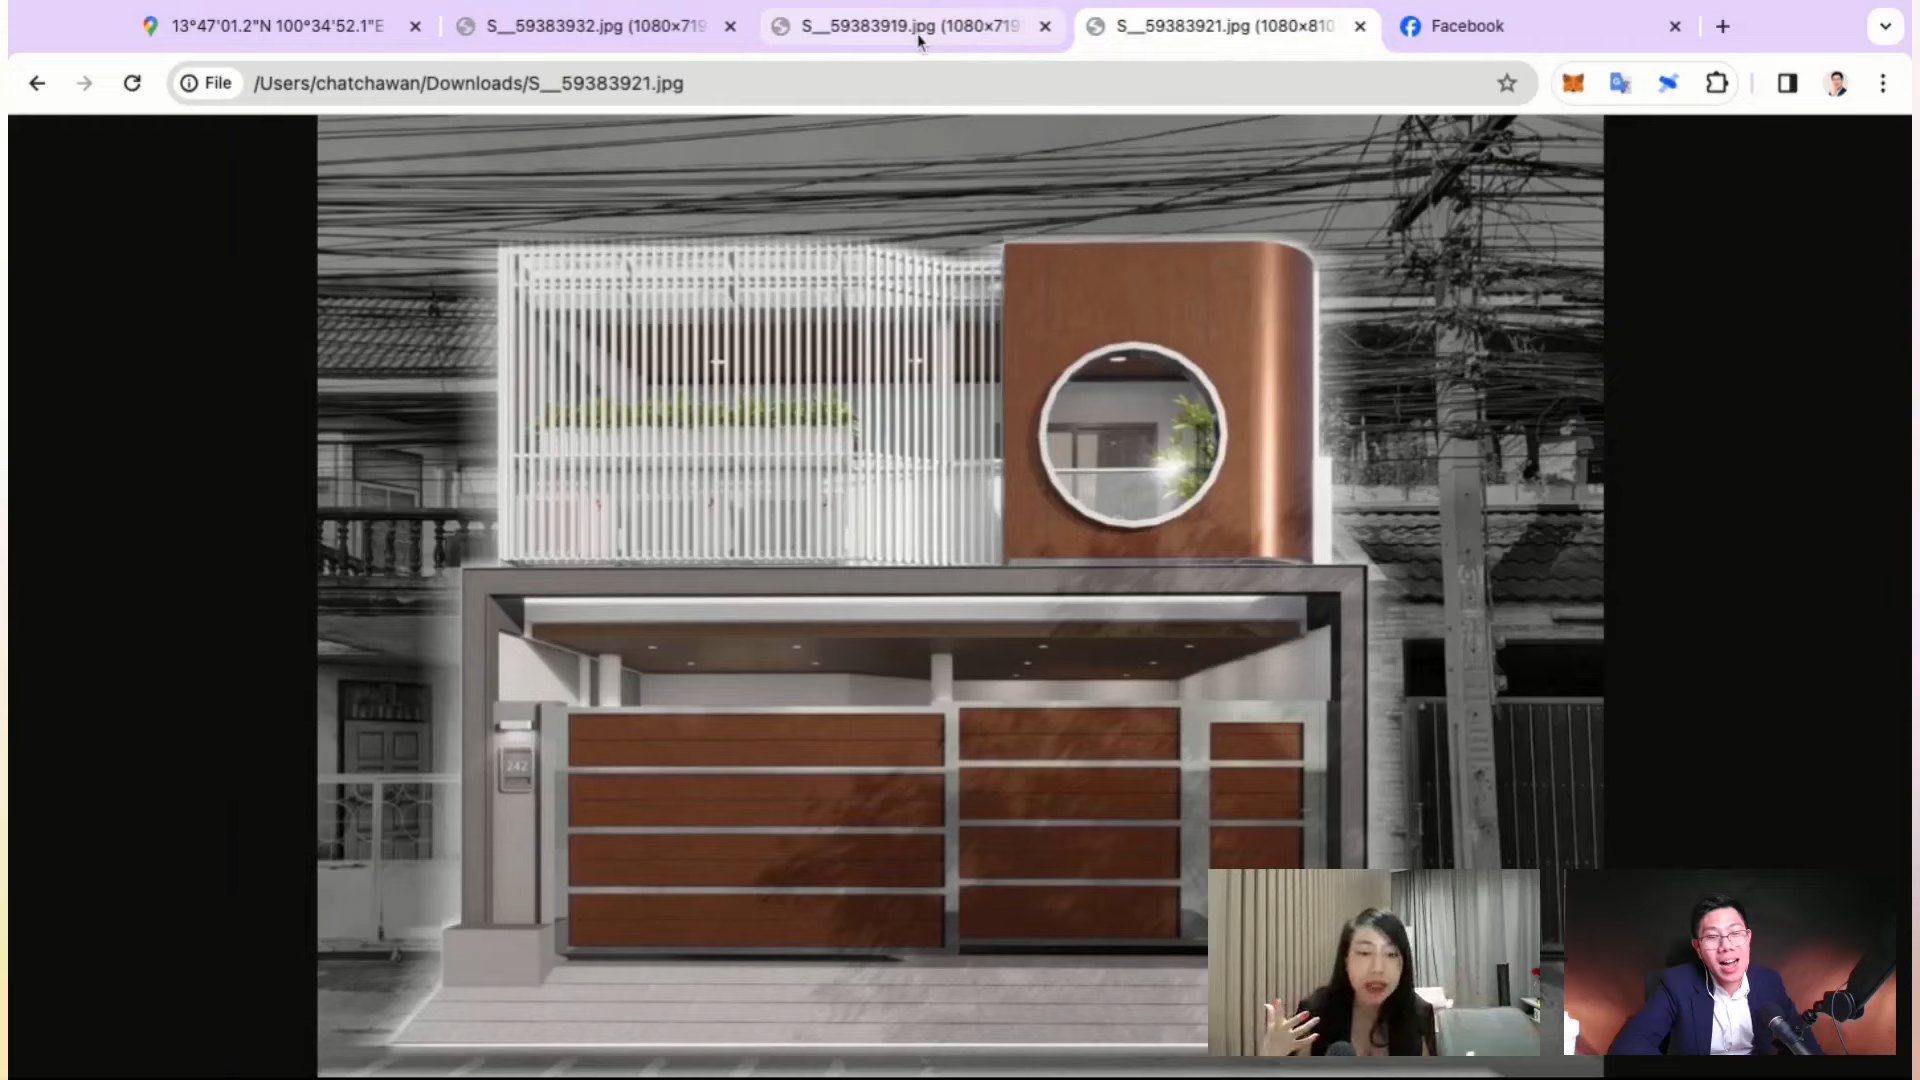 13°47'01.2"N 100°34'52.1"E
S__59383932.jpg (1080×719
S__59383919.jpg (1080×719
S__59383921.jpg (1080×810
Facebook
File
/Users/chatchawan/Downloads/S__59383921.jpg
242